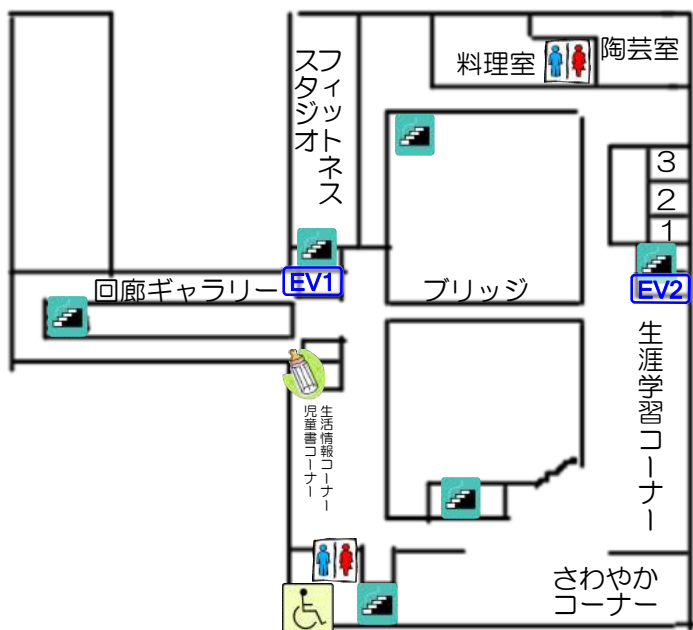 料理室
陶芸室
フィットネス
スタジオ
3
2
1
EV1
EV2
回廊ギャラリー
ブリッジ
生涯学習コーナー
生活情報コーナー
児童書コーナー
さわやか
コーナー